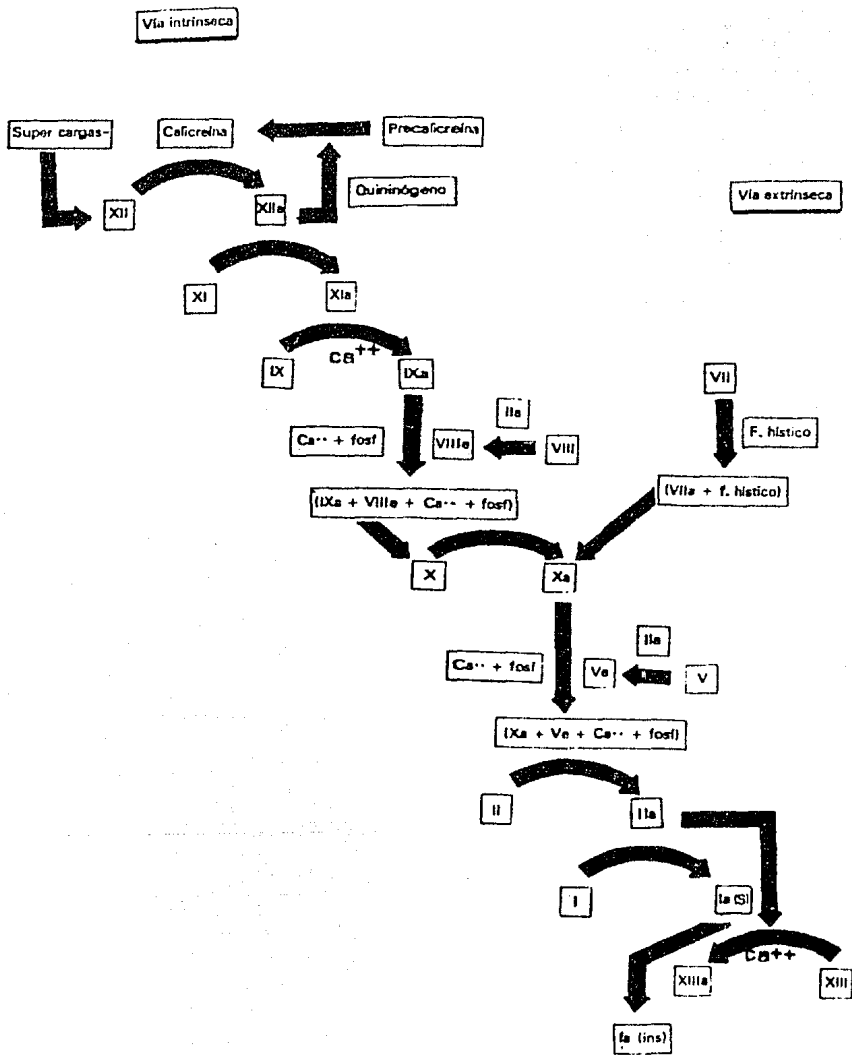 Vía intrínseca
Super cargas-
Calicreína
Precalicreína
Quininógeno
Vía extrínseca
XII
XIIa
XI
XIa
IX
Ca++
IXa
VII
IIa
Ca·· + fosf
VIIIa
VIII
F. hístico
(IXa + VIIIa + Ca·· + fosf)
(VIIa + f. hístico)
X
Xa
IIa
Ca·· + fosf
Va
V
(Xa + Va + Ca·· + fosf)
II
IIa
I
Ia (S)
Ca++
XIIIa
XIII
Ia (ins)